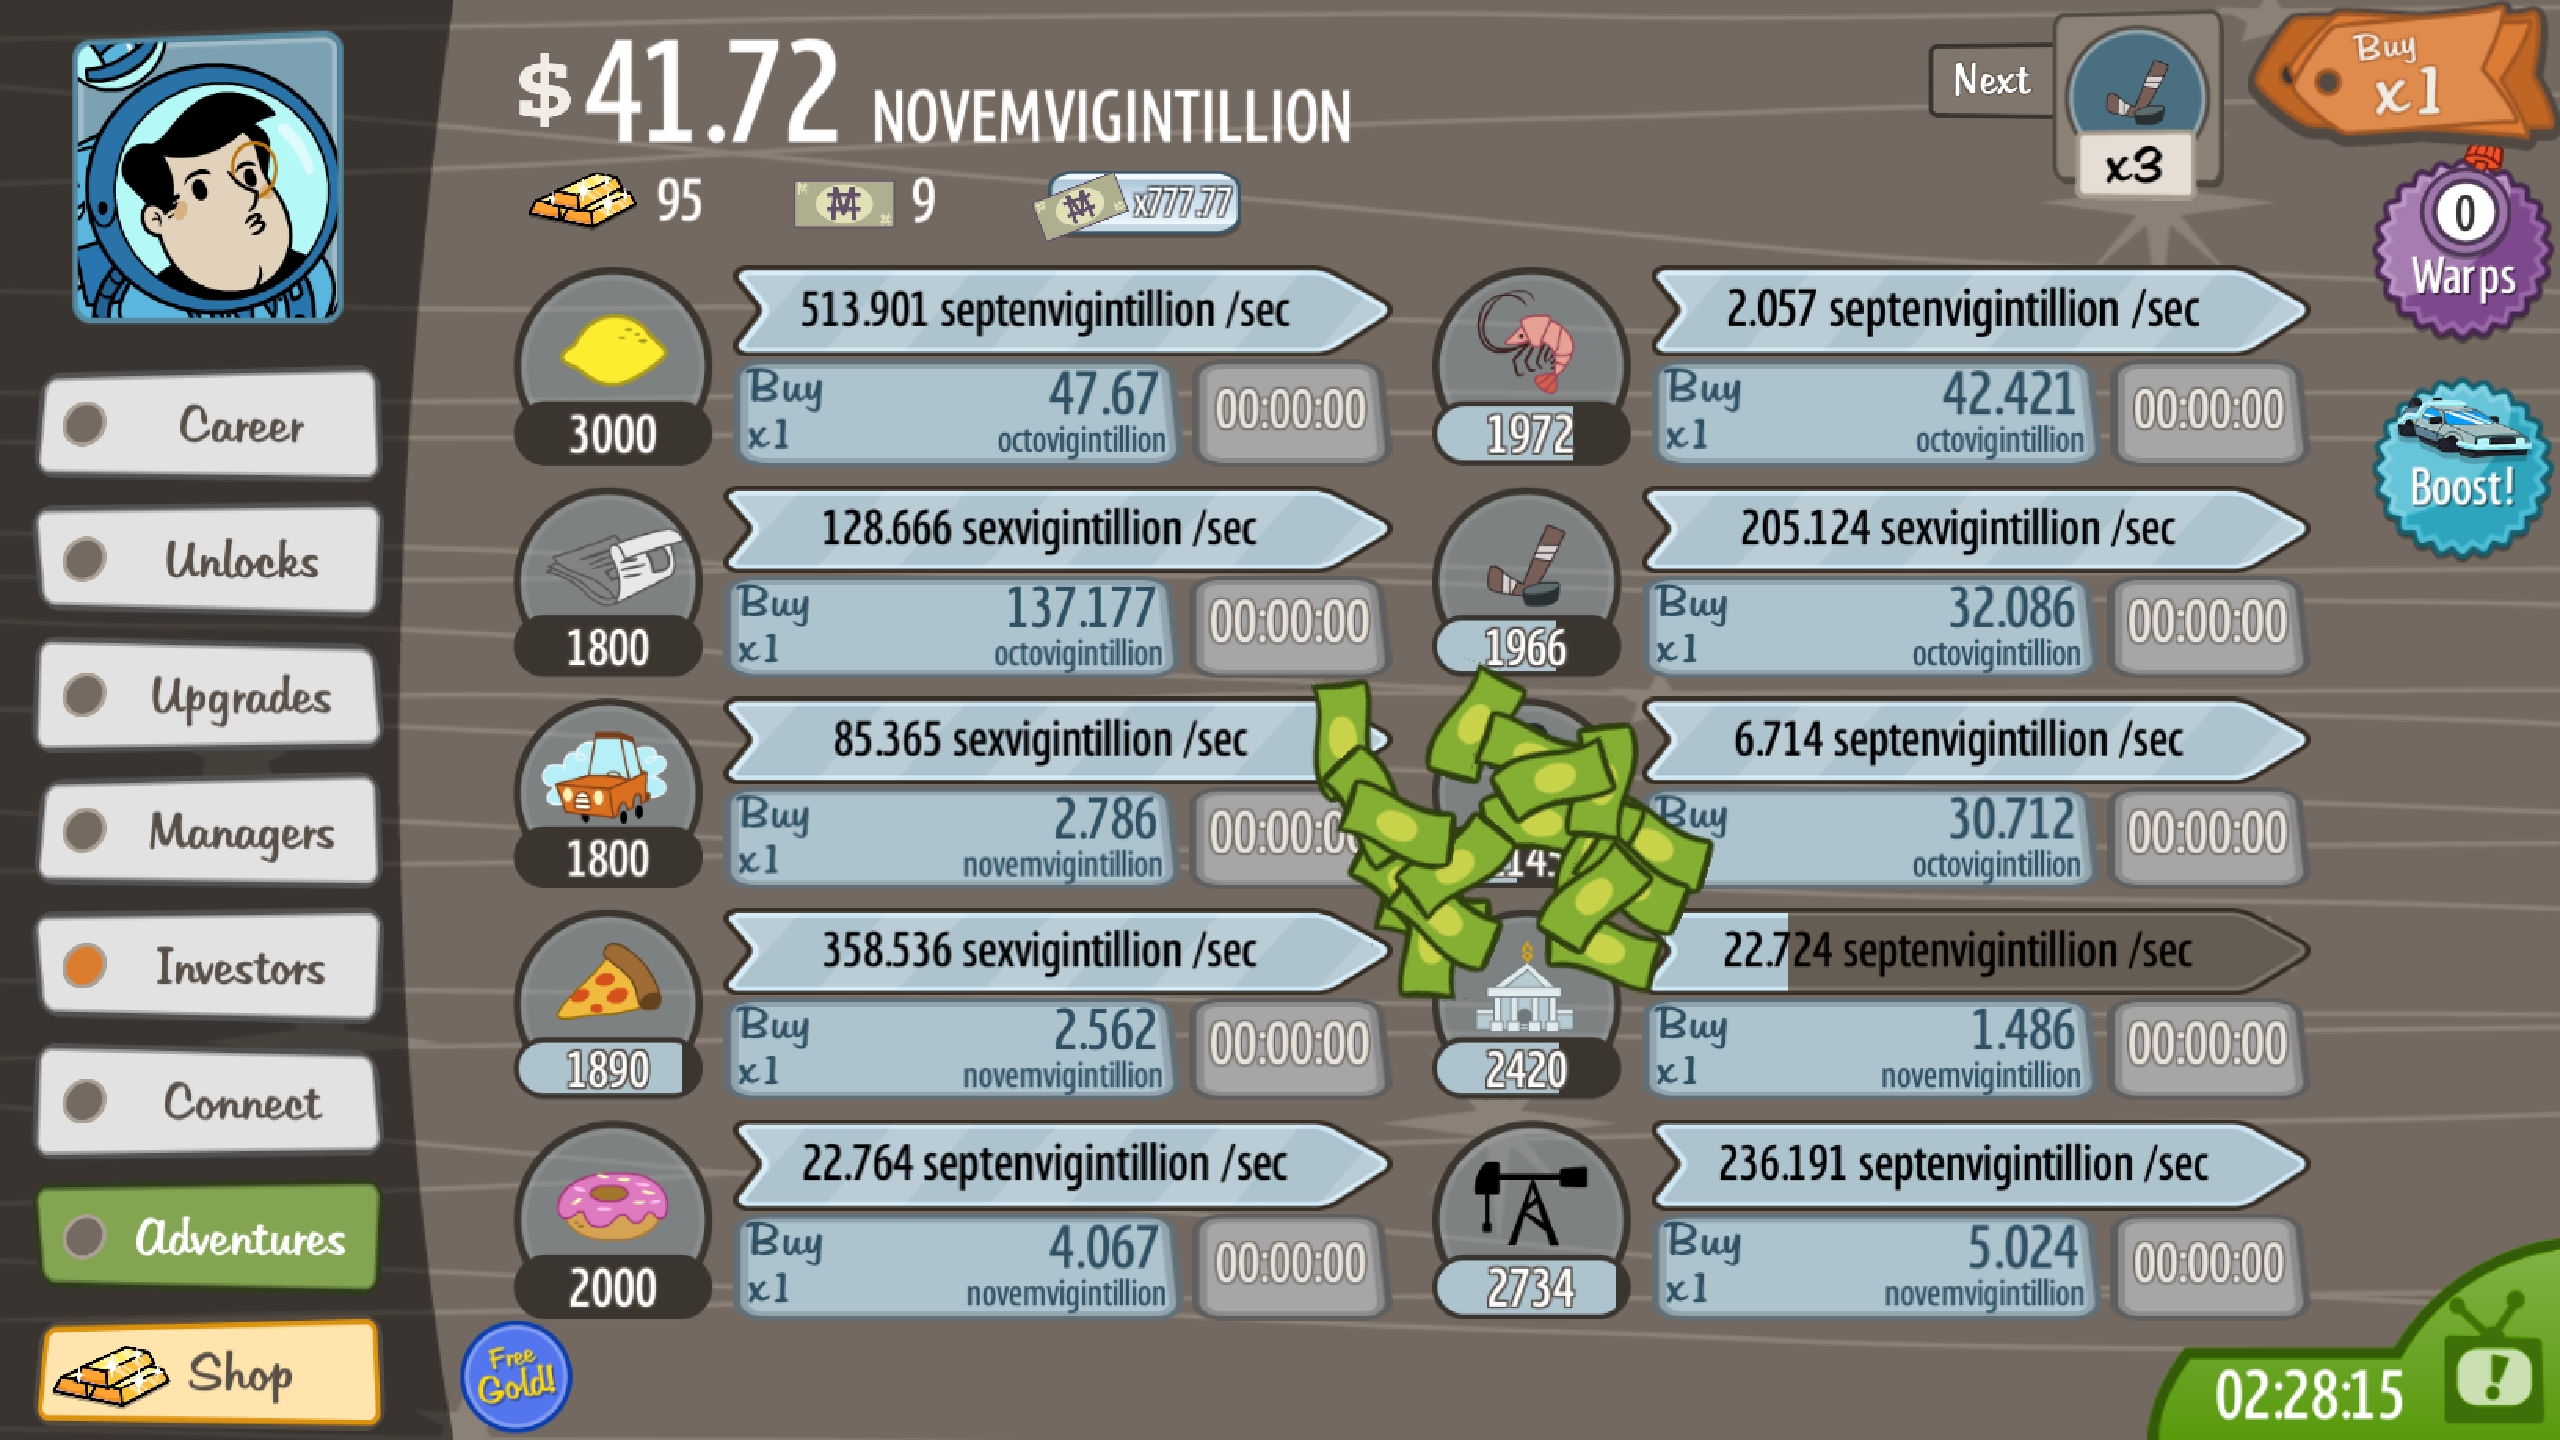 $41.72 NOVEMVIGINTILLION
Next
x3
Buy
x1
95
9
x777.77
0
Warps
Boost!
Career
Unlocks
Upgrades
Managers
Investors
Connect
Adventures
Shop
513.901 septenvigintillion /sec
3000
Buy
x1
47.67
octovigintillion
00:00:00
2.057 septenvigintillion /sec
1972
Buy
x1
42.421
octovigintillion
00:00:00
128.666 sexvigintillion /sec
1800
Buy
x1
137.177
octovigintillion
00:00:00
205.124 sexvigintillion /sec
1966
Buy
x1
32.086
octovigintillion
00:00:00
85.365 sexvigintillion /sec
1800
Buy
x1
2.786
novemvigintillion
6.714 septenvigintillion /sec
Buy
x1
30.712
octovigintillion
00:00:00
358.536 sexvigintillion /sec
1890
Buy
x1
2.562
novemvigintillion
00:00:00
22.724 septenvigintillion /sec
2420
Buy
x1
1.486
novemvigintillion
00:00:00
22.764 septenvigintillion /sec
2000
Buy
x1
4.067
novemvigintillion
00:00:00
236.191 septenvigintillion /sec
2734
Buy
x1
5.024
novemvigintillion
00:00:00
Free
Gold!
02:28:15
!